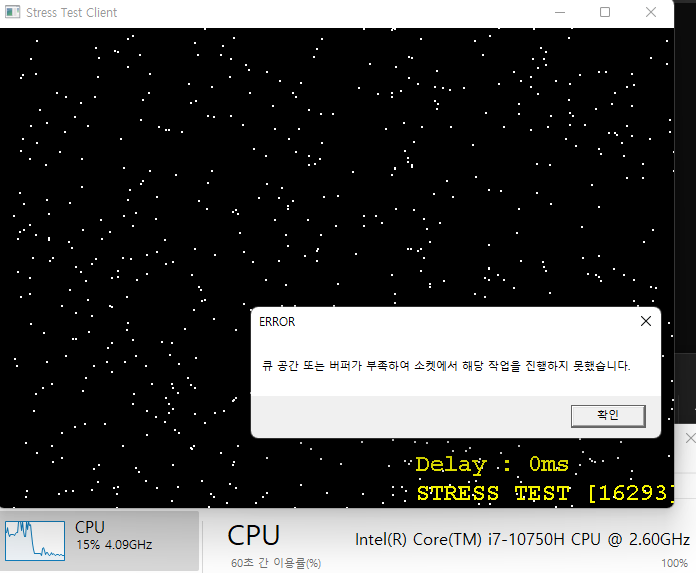 Stress Test Client
ERROR
큐 공간 또는 버퍼가 부족하여 소켓에서 해당 작업을 진행하지 못했습니다.
확인
Delay : 0ms
STRESS TEST [16293]
CPU
15% 4.09GHz
CPU
Intel(R) Core(TM) i7-10750H CPU @ 2.60GHz
60초 간 이용률(%)
100%